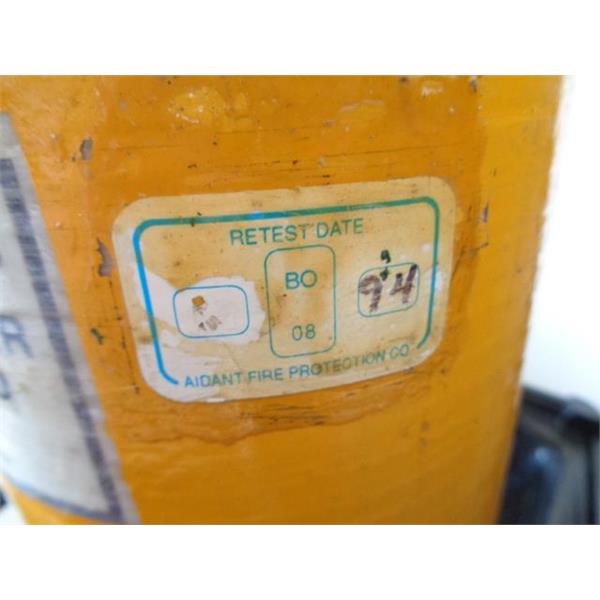 RETEST DATE
BO
94
08
AIDANT FIRE PROTECTION CO
R